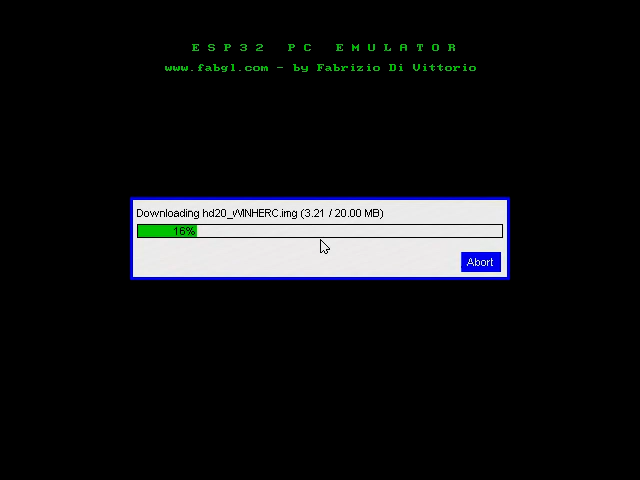 ESP32 PC EMULATOR
www.fabgl.com - by Fabrizio Di Vittorio
Downloading hd20_WINHERC.img (3.21 / 20.00 MB)
16%
Abort